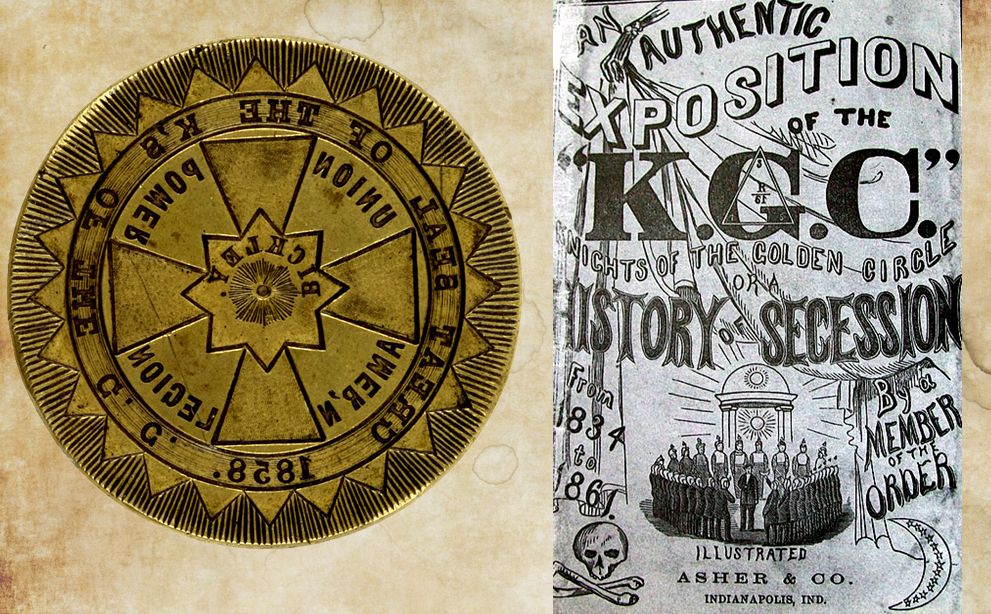 GREAT SEAL OF THE K'S OF THE G. C.
1858.
POWER
UNION
AMER'N
LEGION
BICKLEY.
AN AUTHENTIC
EXPOSITION
OF THE
"K.G.C."
KNIGHTS OF THE GOLDEN CIRCLE
OR A
HISTORY OF SECESSION
From
1834
to
1861.
By a
MEMBER
OF THE
ORDER
ILLUSTRATED
ASHER & CO.
INDIANAPOLIS, IND.